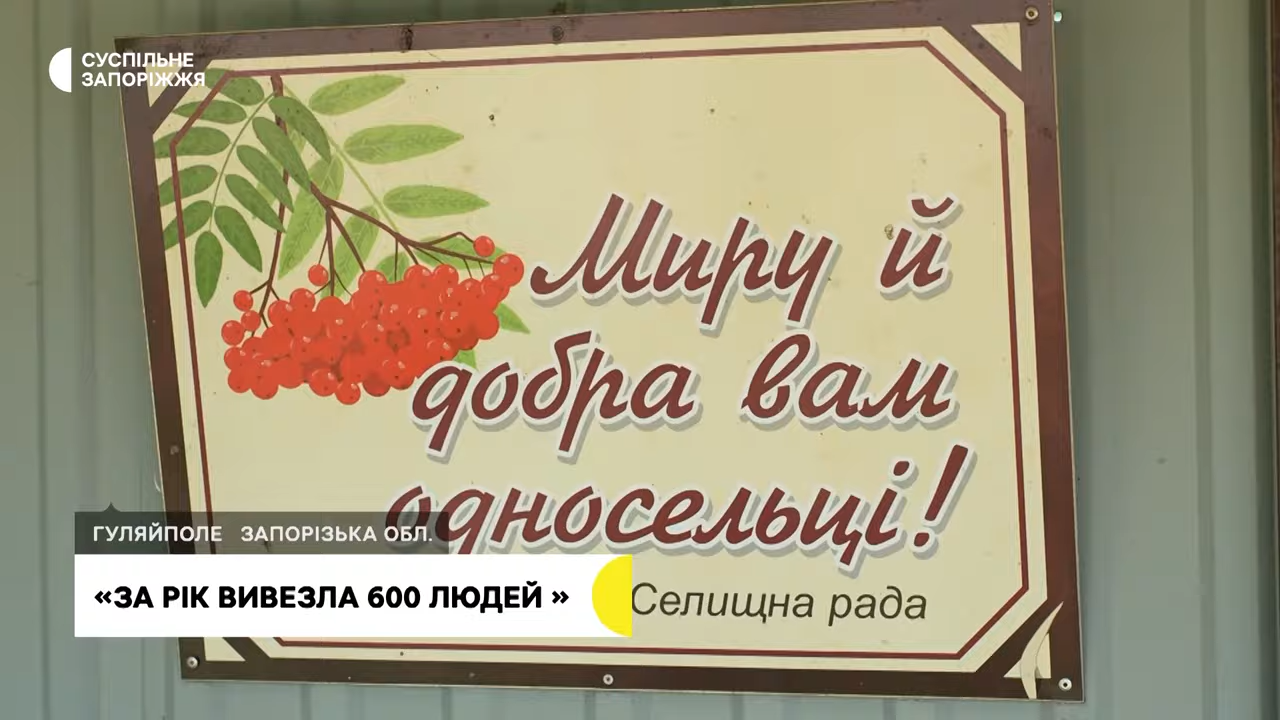 СУСПІЛЬНЕ
ЗАПОРІЖЖЯ
Миру й
добра вам
односельці!
Селищна рада
ГУЛЯЙПОЛЕ ЗАПОРІЗЬКА ОБЛ.
«ЗА РІК ВИВЕЗЛА 600 ЛЮДЕЙ »